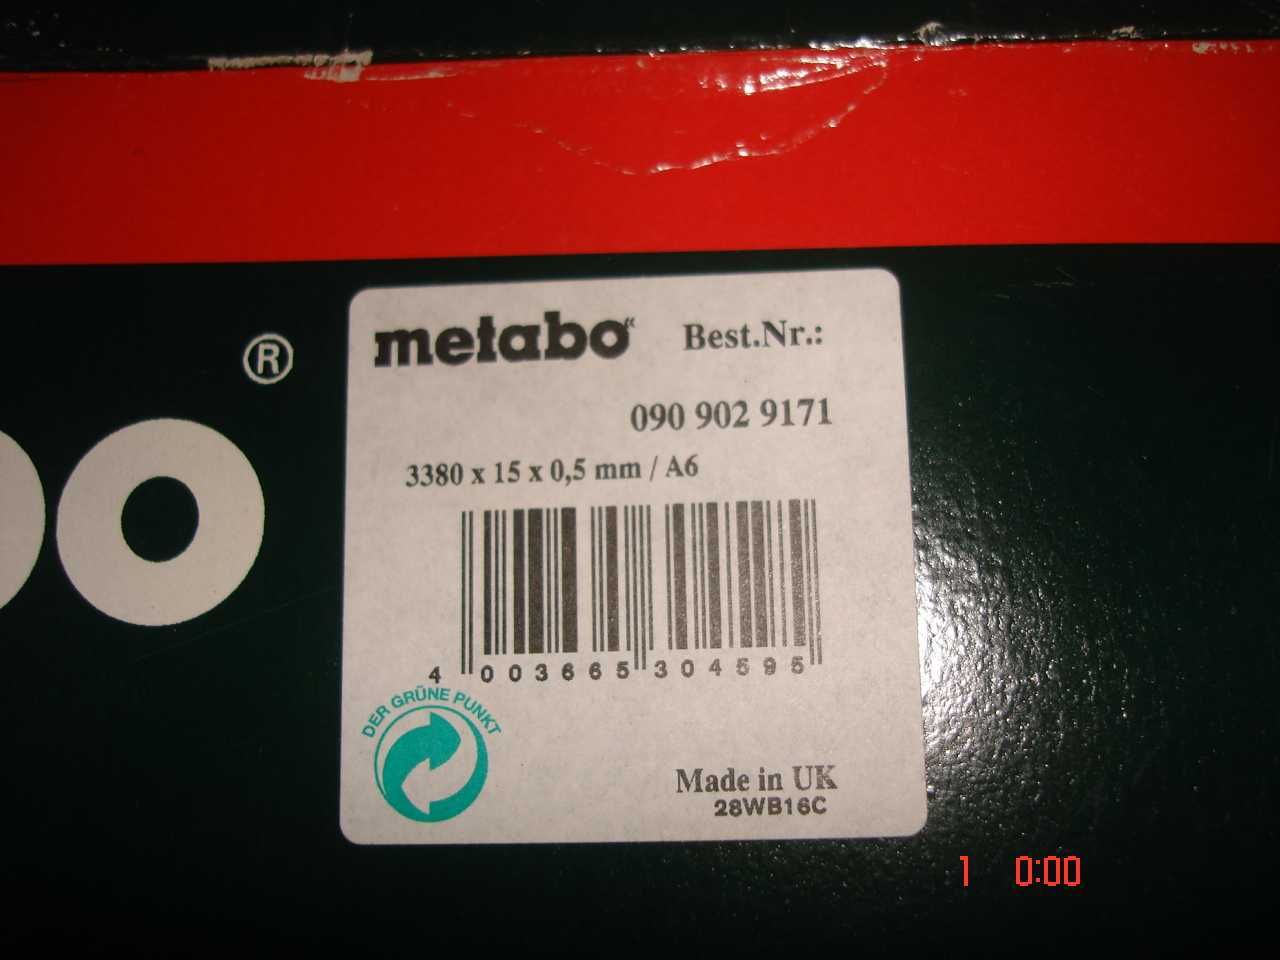 ®
metabo“ Best.Nr.:
090 902 9171
3380 x 15 x 0,5 mm / A6
4 003665 304595
DER GRÜNE PUNKT
Made in UK
28WB16C
1 0:00